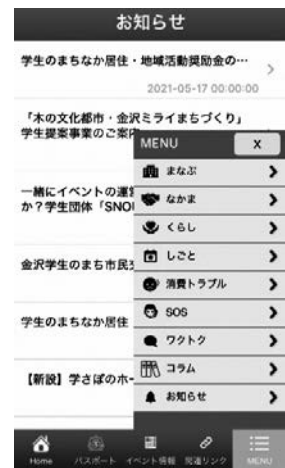 お知らせ
学生のまちなか居住・地域活動奨励金の…
2021-05-17 00:00:00
「木の文化都市・金沢ミライまちづくり」
学生提案事業のご案内
MENU
X
まなぶ
一緒にイベントの運営
なかま
か？学生団体「SNOU
くらし
しごと
金沢学生のまち市民交
消費トラブル
SOS
学生のまちなか居住
ワクトク
コラム
【新設】学さぽのホー
お知らせ
Home
パスポート
イベント情報
関連リンク
MENU